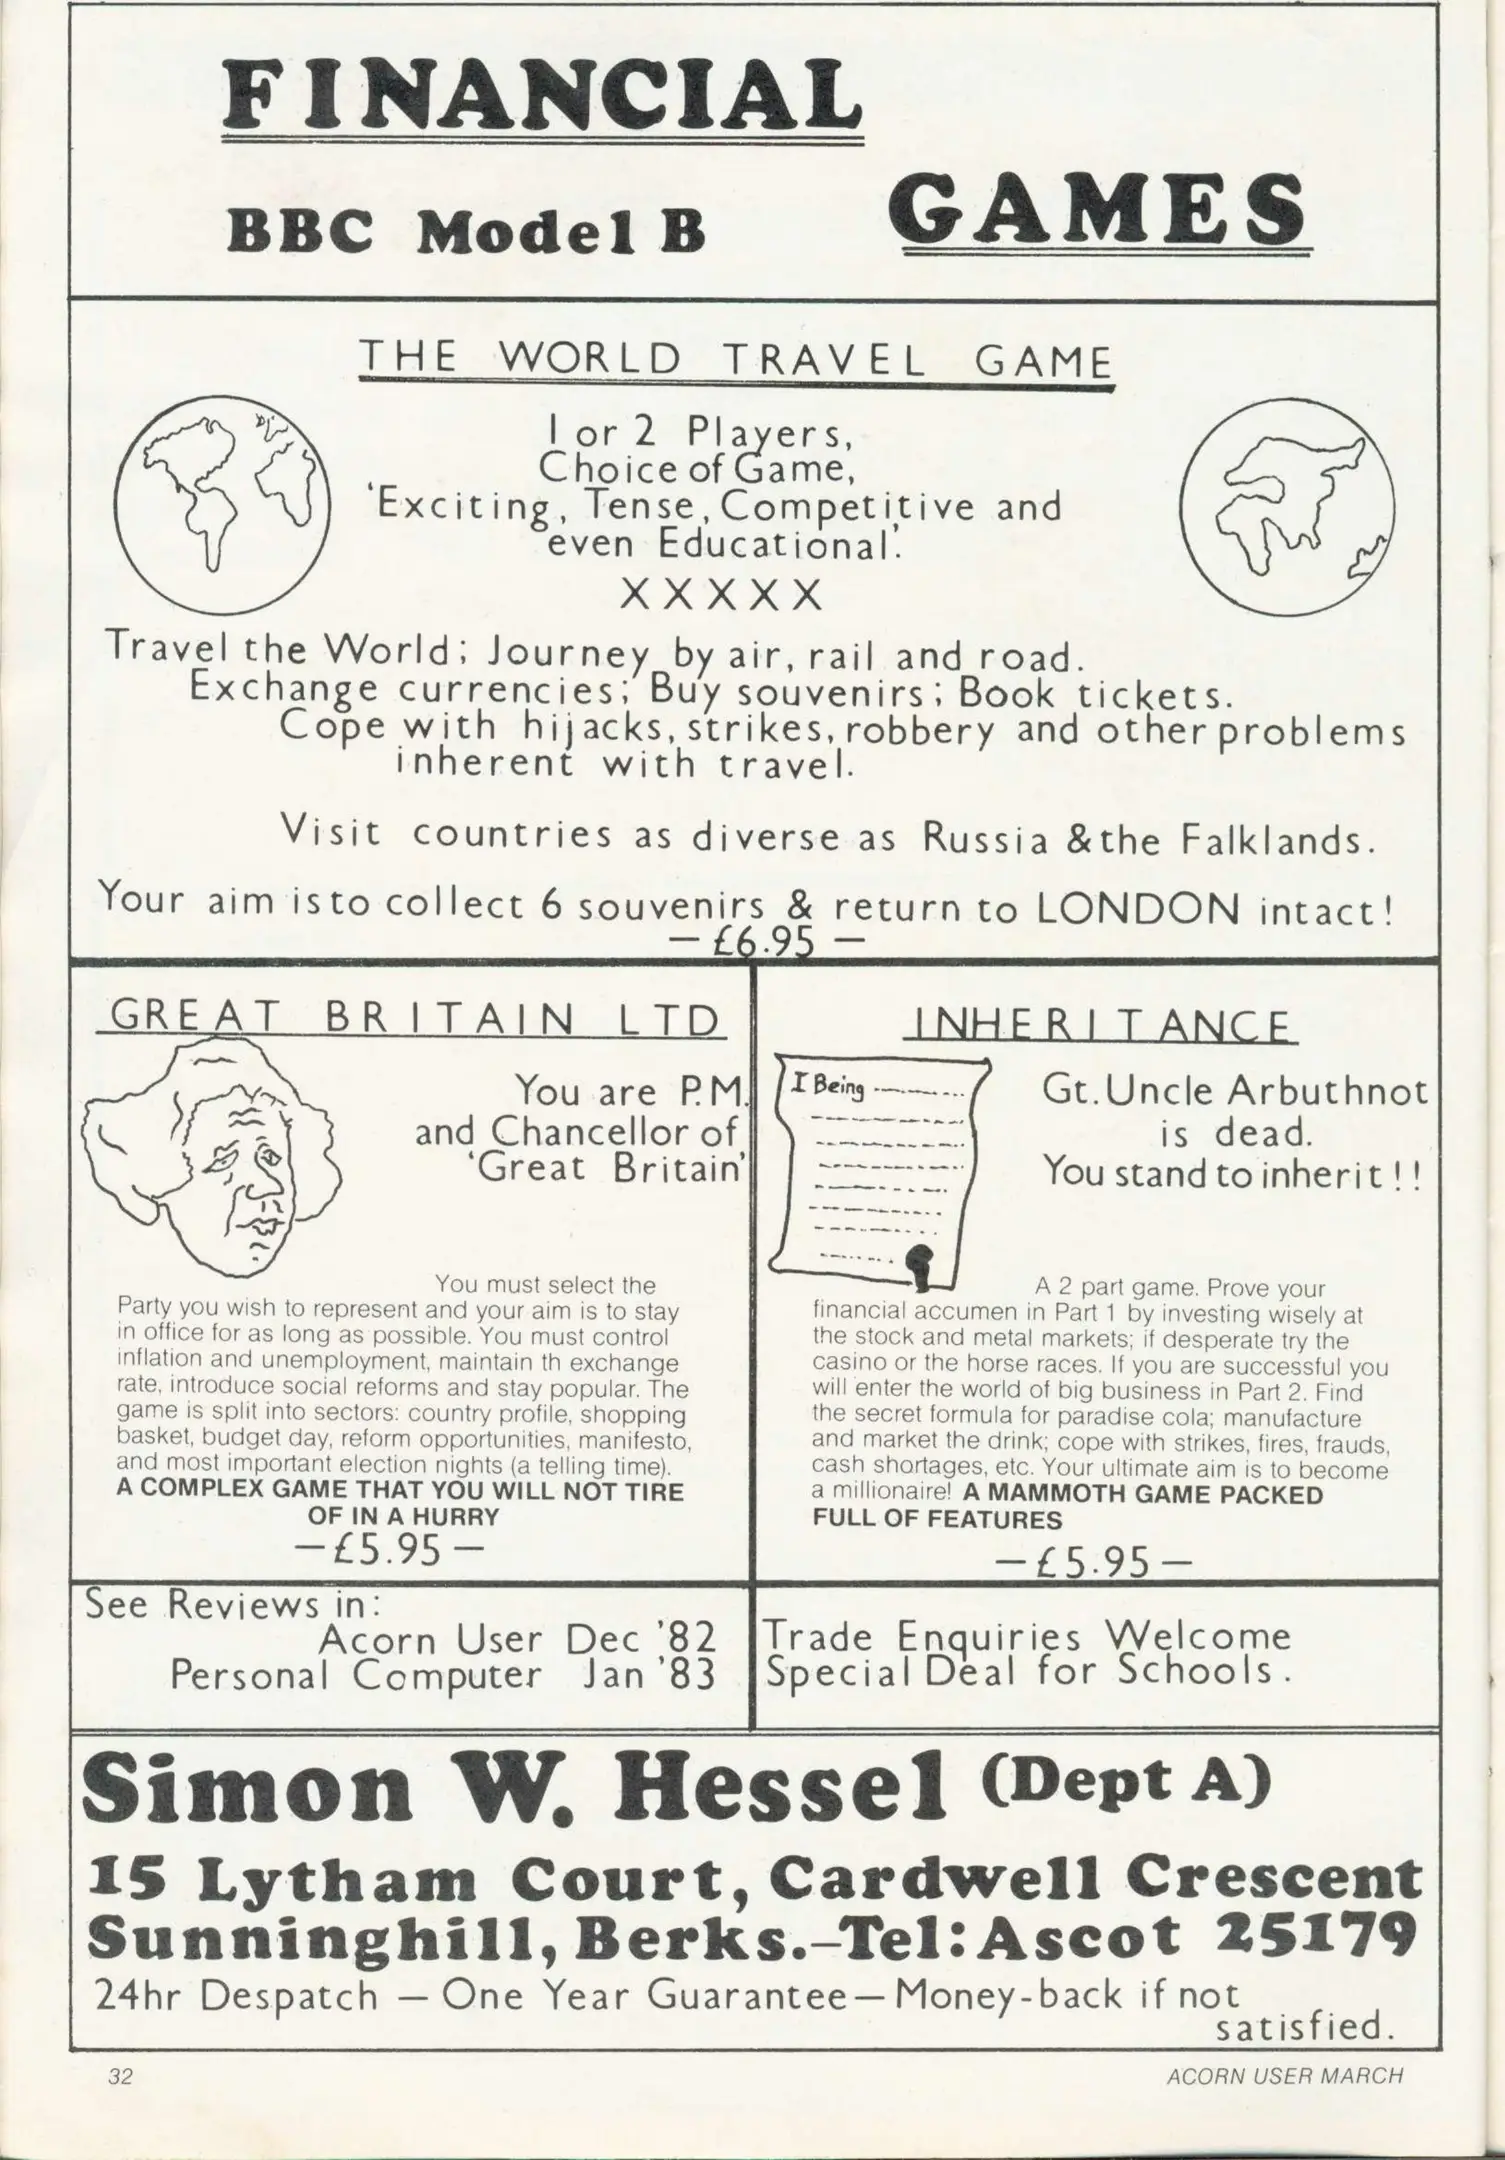 FINANCIAL
GAMES
BBC Model B
THE WORLD TRAVEL GAME
1 or 2 Players,
Choice of Game,
'Exciting, Tense, Competitive and
even Educational'.
XXXXX
Travel the World; Journey by air, rail and road.
Exchange currencies; Buy souvenirs; Book tickets.
Cope with hijacks, strikes, robbery and other problems
inherent with travel.
Visit countries as diverse as Russia & the Falklands.
Your aim is to collect 6 souvenirs & return to LONDON intact!
— £6.95 —
GREAT BRITAIN LTD
You are P.M.
and Chancellor of
'Great Britain'
You must select the
Party you wish to represent and your aim is to stay
in office for as long as possible. You must control
inflation and unemployment, maintain th exchange
rate, introduce social reforms and stay popular. The
game is split into sectors: country profile, shopping
basket, budget day, reform opportunities, manifesto,
and most important election nights (a telling time).
A COMPLEX GAME THAT YOU WILL NOT TIRE
OF IN A HURRY
— £5.95 —
INHERITANCE
I Being
Gt. Uncle Arbuthnot
is dead.
You stand to inherit!!
A 2 part game. Prove your
financial accumen in Part 1 by investing wisely at
the stock and metal markets; if desperate try the
casino or the horse races. If you are successful you
will enter the world of big business in Part 2. Find
the secret formula for paradise cola; manufacture
and market the drink; cope with strikes, fires, frauds,
cash shortages, etc. Your ultimate aim is to become
a millionaire! A MAMMOTH GAME PACKED
FULL OF FEATURES
— £5.95 —
See Reviews in:
Acorn User Dec '82
Personal Computer Jan '83
Trade Enquiries Welcome
Special Deal for Schools.
Simon W. Hessel (Dept A)
15 Lytham Court, Cardwell Crescent
Sunninghill, Berks.–Tel: Ascot 25179
24hr Despatch — One Year Guarantee — Money-back if not
satisfied.
32
ACORN USER MARCH